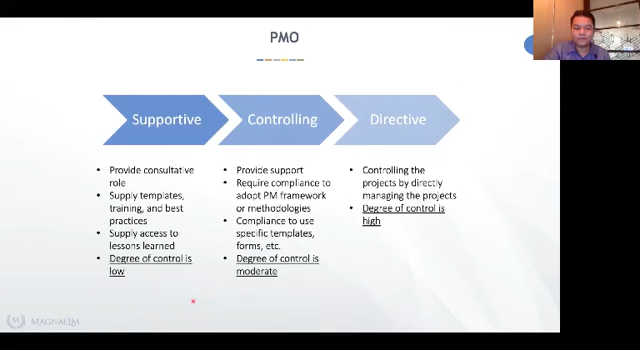 PMO
Supportive
Controlling
Directive
• Provide consultative
role
• Supply templates,
training, and best
practices
• Supply access to
lessons learned
• Degree of control is
low
• Provide support
• Require compliance to
adopt PM framework
or methodologies
• Compliance to use
specific templates,
forms, etc.
• Degree of control is
moderate
• Controlling the
projects by directly
managing the projects
• Degree of control is
high
MAGNAQM